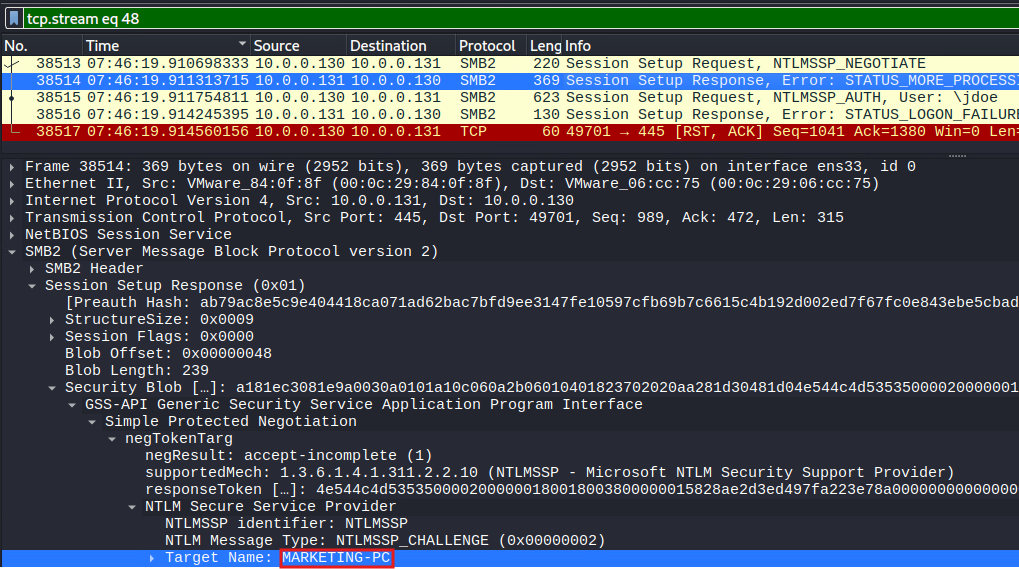 tcp.stream eq 48
No. Time Source Destination Protocol Leng Info
38513 07:46:19.910698333 10.0.0.130 10.0.0.131 SMB2 220 Session Setup Request, NTLMSSP_NEGOTIATE
38514 07:46:19.911313715 10.0.0.131 10.0.0.130 SMB2 369 Session Setup Response, Error: STATUS_MORE_PROCESSI
38515 07:46:19.911754811 10.0.0.130 10.0.0.131 SMB2 623 Session Setup Request, NTLMSSP_AUTH, User: \jdoe
38516 07:46:19.914245395 10.0.0.131 10.0.0.130 SMB2 130 Session Setup Response, Error: STATUS_LOGON_FAILURE
38517 07:46:19.914560156 10.0.0.130 10.0.0.131 TCP 60 49701 → 445 [RST, ACK] Seq=1041 Ack=1380 Win=0 Len=
Frame 38514: 369 bytes on wire (2952 bits), 369 bytes captured (2952 bits) on interface ens33, id 0
Ethernet II, Src: VMware_84:0f:8f (00:0c:29:84:0f:8f), Dst: VMware_06:cc:75 (00:0c:29:06:cc:75)
Internet Protocol Version 4, Src: 10.0.0.131, Dst: 10.0.0.130
Transmission Control Protocol, Src Port: 445, Dst Port: 49701, Seq: 989, Ack: 472, Len: 315
NetBIOS Session Service
SMB2 (Server Message Block Protocol version 2)
SMB2 Header
Session Setup Response (0x01)
[Preauth Hash: ab79ac8e5c9e404418ca071ad62bac7bfd9ee3147fe10597cfb69b7c6615c4b192d002ed7f67fc0e843ebe5cbad
StructureSize: 0x0009
Session Flags: 0x0000
Blob Offset: 0x00000048
Blob Length: 239
Security Blob […]: a181ec3081e9a0030a0101a10c060a2b06010401823702020aa281d30481d04e544c4d53535000020000001
GSS-API Generic Security Service Application Program Interface
Simple Protected Negotiation
negTokenTarg
negResult: accept-incomplete (1)
supportedMech: 1.3.6.1.4.1.311.2.2.10 (NTLMSSP - Microsoft NTLM Security Support Provider)
responseToken […]: 4e544c4d5353500002000000180018003800000015828ae2d3ed497fa223e78a00000000000000
NTLM Secure Service Provider
NTLMSSP identifier: NTLMSSP
NTLM Message Type: NTLMSSP_CHALLENGE (0x00000002)
Target Name: MARKETING-PC